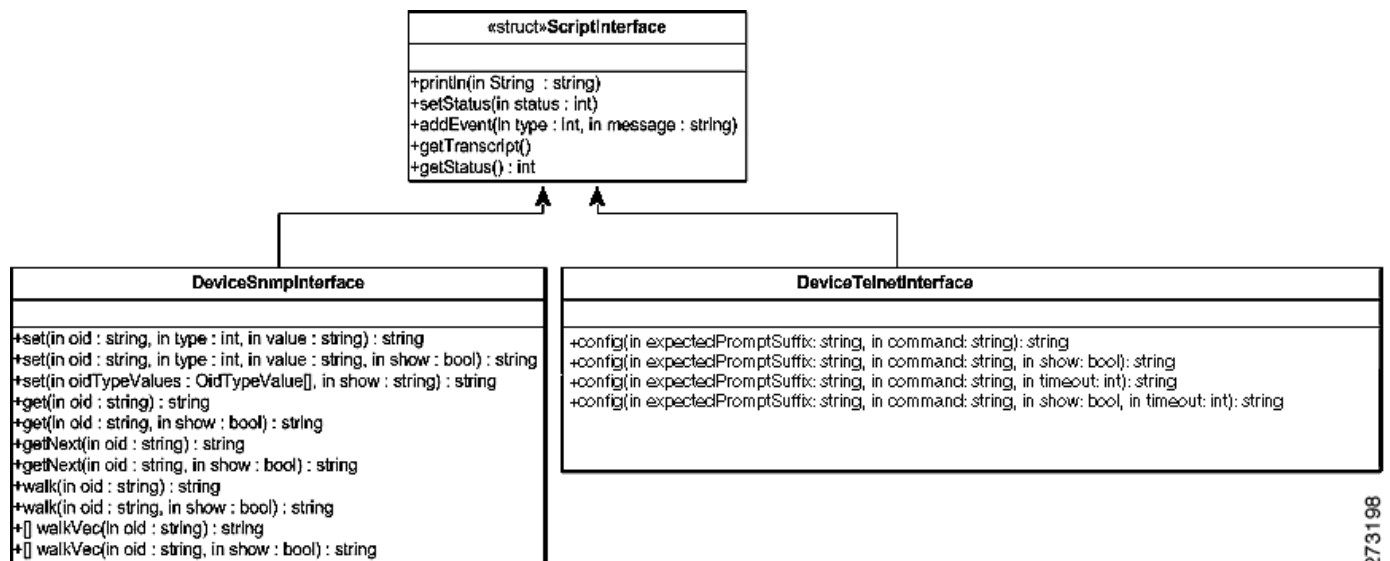 «struct»ScriptInterface
+println(in String : string)
+setStatus(in status : int)
+addEvent(in type : int, in message : string)
+getTranscript()
+getStatus() : int
DeviceSnmpInterface
+set(in oid : string, in type : int, in value : string) : string
+set(in oid : string, in type : int, in value : string, in show : bool) : string
+set(in oidTypeValues : OidTypeValue[], in show : string) : string
+get(in oid : string) : string
+get(in oid : string, in show : bool) : string
+getNext(in oid : string) : string
+getNext(in oid : string, in show : bool) : string
+walk(in oid : string) : string
+walk(in oid : string, in show : bool) : string
+[] walkVec(in oid : string) : string
+[] walkVec(in oid : string, in show : bool) : string
DeviceTelnetInterface
+config(in expectedPromptSuffix: string, in command: string): string
+config(in expectedPromptSuffix: string, in command: string, in show: bool): string
+config(in expectedPromptSuffix: string, in command: string, in timeout: int): string
+config(in expectedPromptSuffix: string, in command: string, in show: bool, in timeout: int): string
273198